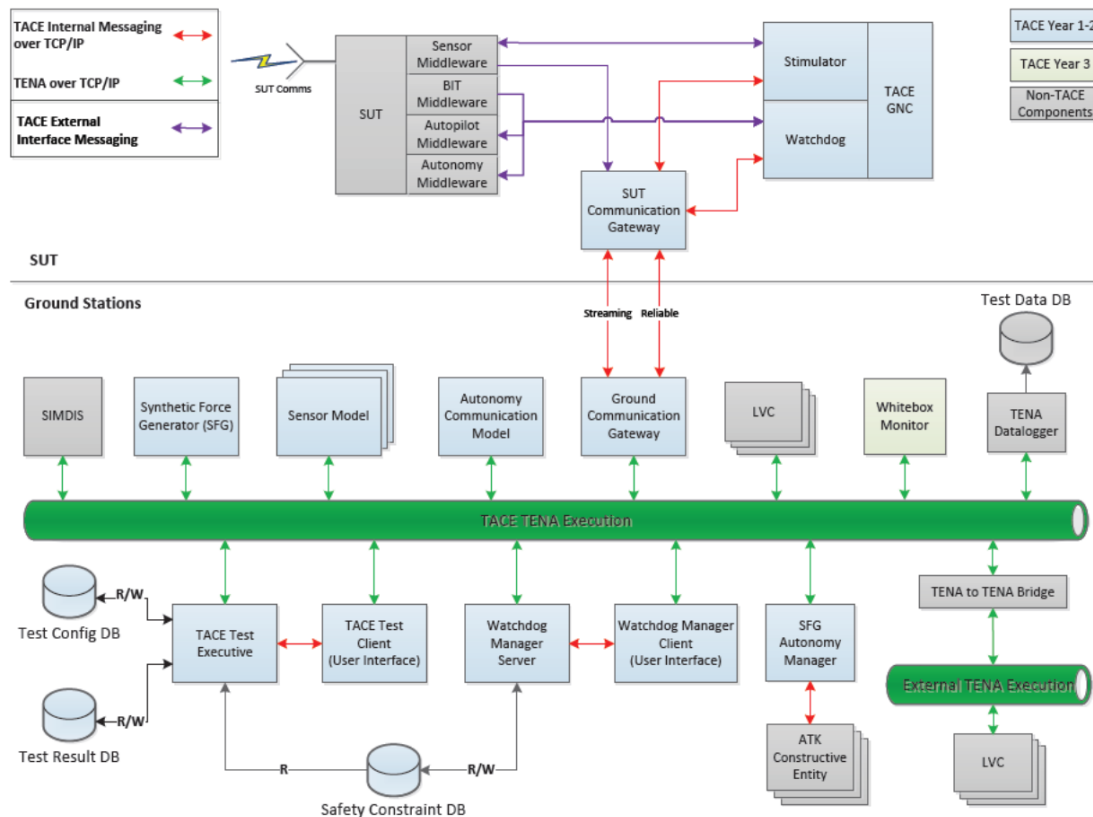 TACE Internal Messaging
over TCP/IP
TENA over TCP/IP
TACE External
Interface Messaging
SUT Comms
SUT
Sensor
Middleware
BIT
Middleware
Autopilot
Middleware
Autonomy
Middleware
Stimulator
Watchdog
TACE
GNC
TACE Year 1-2
TACE Year 3
Non-TACE
Components
SUT
Communication
Gateway
SUT
Ground Stations
Streaming
Reliable
Test Data DB
SIMDIS
Synthetic Force
Generator (SFG)
Sensor Model
Autonomy
Communication
Model
Ground
Communication
Gateway
LVC
Whitebox
Monitor
TENA
Datalogger
TACE TENA Execution
R/W
Test Config DB
TACE Test
Executive
TACE Test
Client
(User Interface)
Watchdog
Manager
Server
Watchdog Manager
Client
(User Interface)
SFG
Autonomy
Manager
TENA to TENA Bridge
External TENA Execution
R/W
Test Result DB
R
R/W
Safety Constraint DB
ATK
Constructive
Entity
LVC